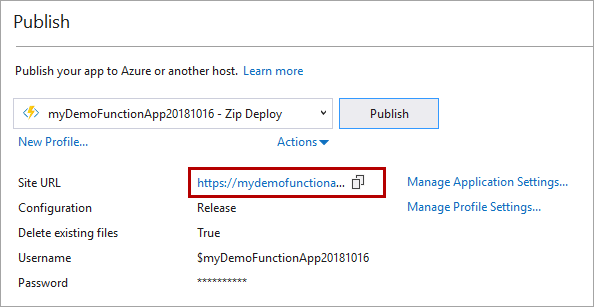 Publish
Publish your app to Azure or another host. Learn more
myDemoFunctionApp20181016 - Zip Deploy Publish
New Profile... Actions
Site URL https://mydemofunctiona... Manage Application Settings...
Configuration Release Manage Profile Settings...
Delete existing files True
Username $myDemoFunctionApp20181016
Password **********